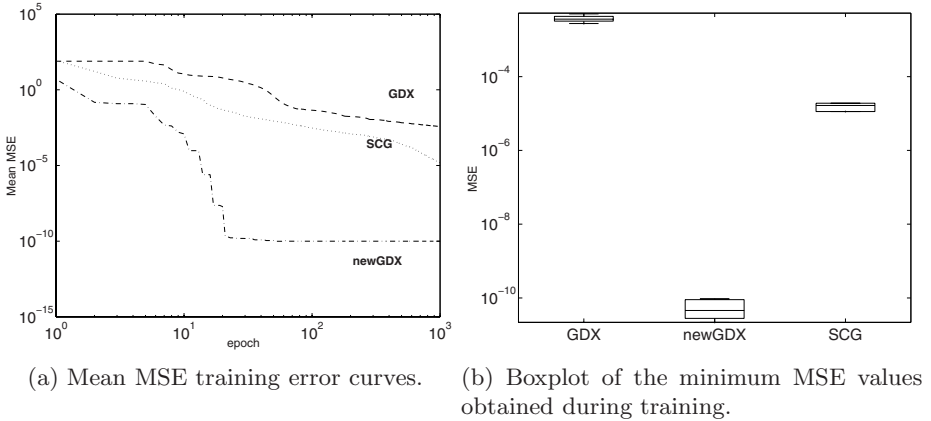 10^5
10^0
10^-5
10^-10
10^-15
Mean MSE
GDX
SCG
newGDX
10^0 10^1 10^2 10^3
epoch
(a) Mean MSE training error curves.
10^-4
10^-6
10^-8
10^-10
MSE
GDX newGDX SCG
(b) Boxplot of the minimum MSE values
obtained during training.